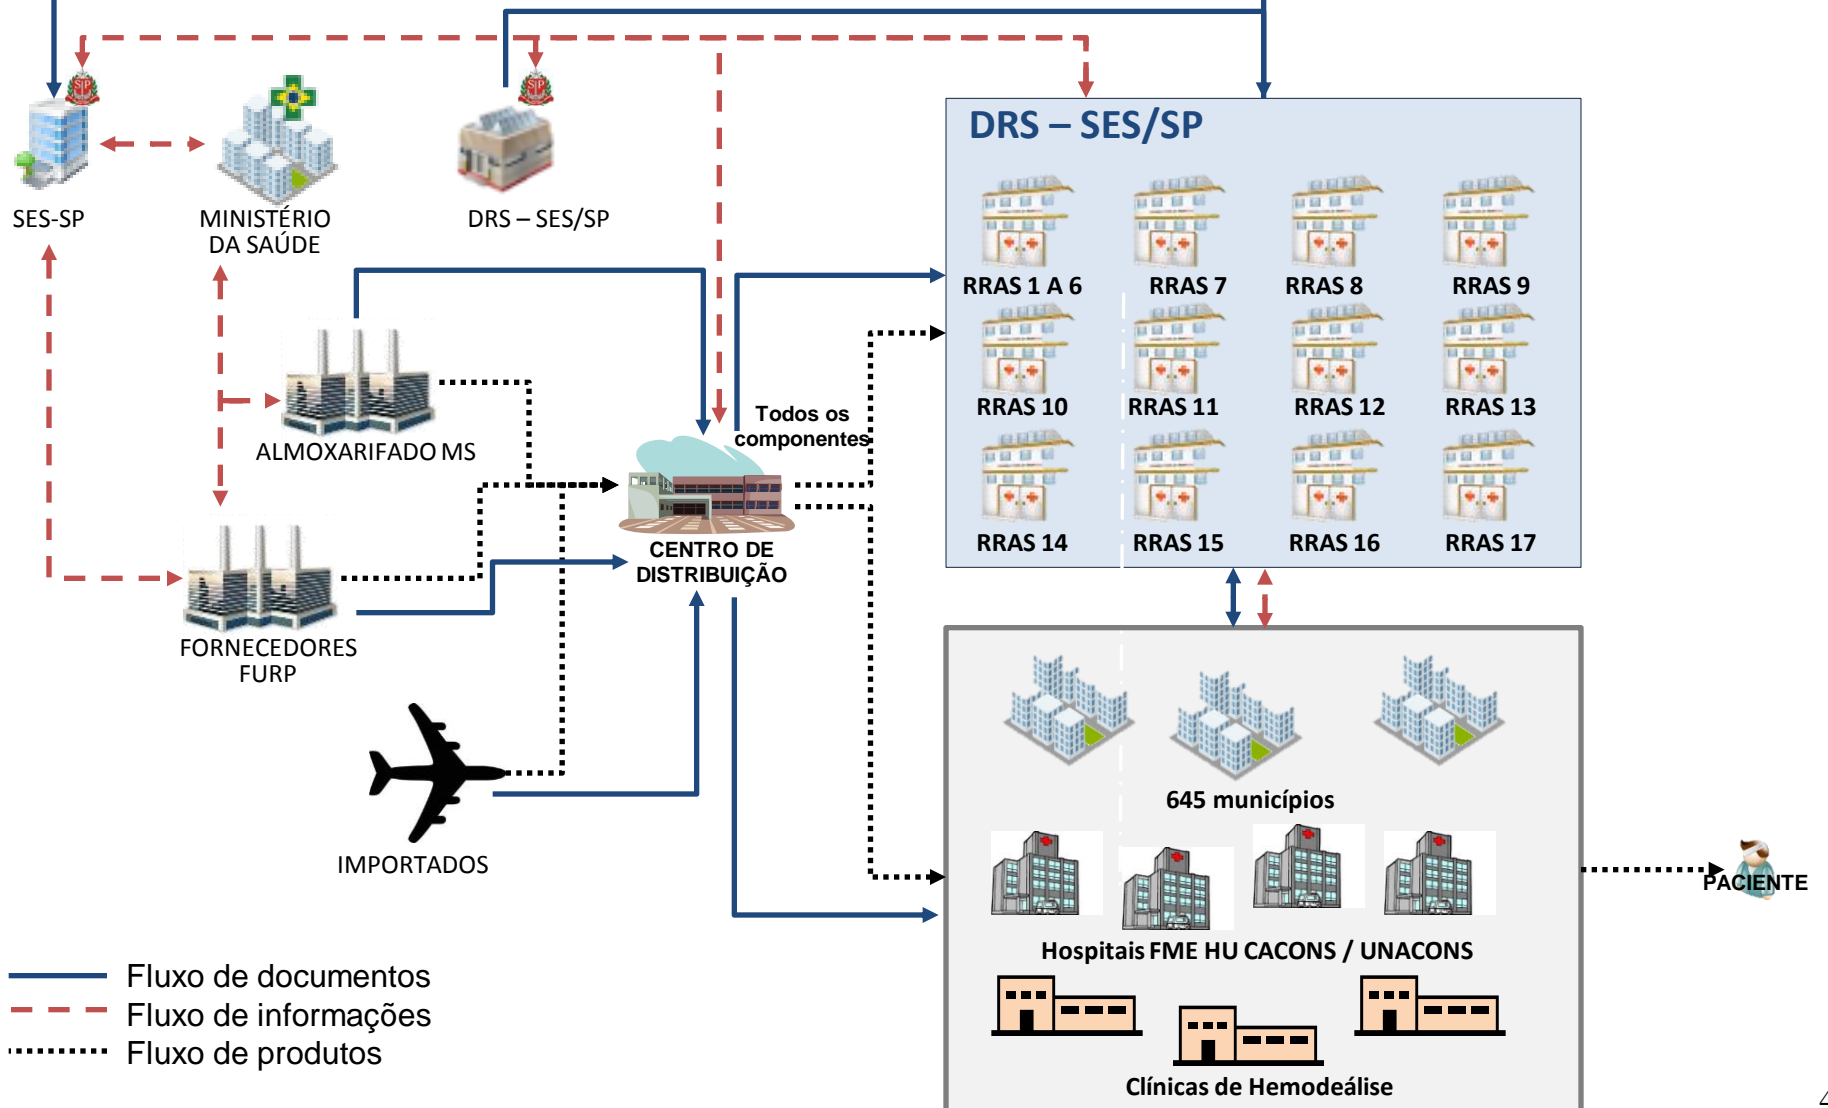 DRS – SES/SP
SES-SP
MINISTÉRIO
DA SAÚDE
DRS – SES/SP
RRAS 1 A 6
RRAS 7
RRAS 8
RRAS 9
RRAS 10
RRAS 11
RRAS 12
RRAS 13
RRAS 14
RRAS 15
RRAS 16
RRAS 17
ALMOXARIFADO MS
Todos os
componentes
CENTRO DE
DISTRIBUIÇÃO
FORNECEDORES
FURP
IMPORTADOS
645 municípios
Hospitais FME HU CACONS / UNACONS
Clínicas de Hemodeálise
PACIENTE
Fluxo de documentos
Fluxo de informações
Fluxo de produtos